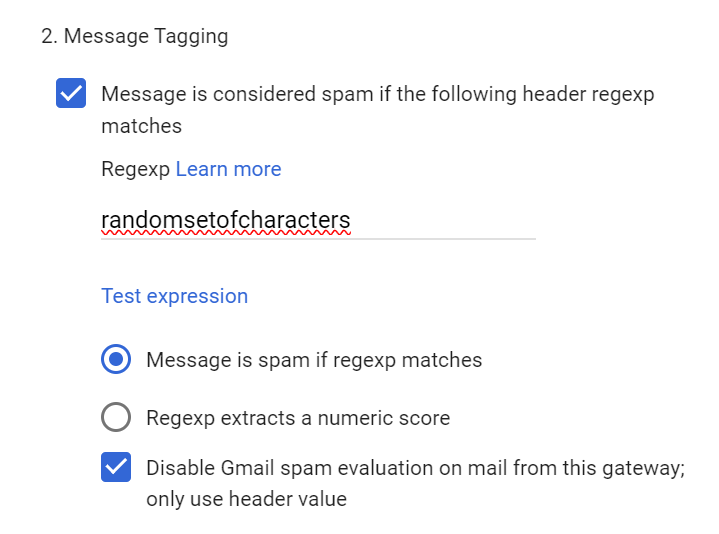 2. Message Tagging
Message is considered spam if the following header regexp
matches
Regexp Learn more
randomsetofcharacters
Test expression
Message is spam if regexp matches
Regexp extracts a numeric score
Disable Gmail spam evaluation on mail from this gateway;
only use header value